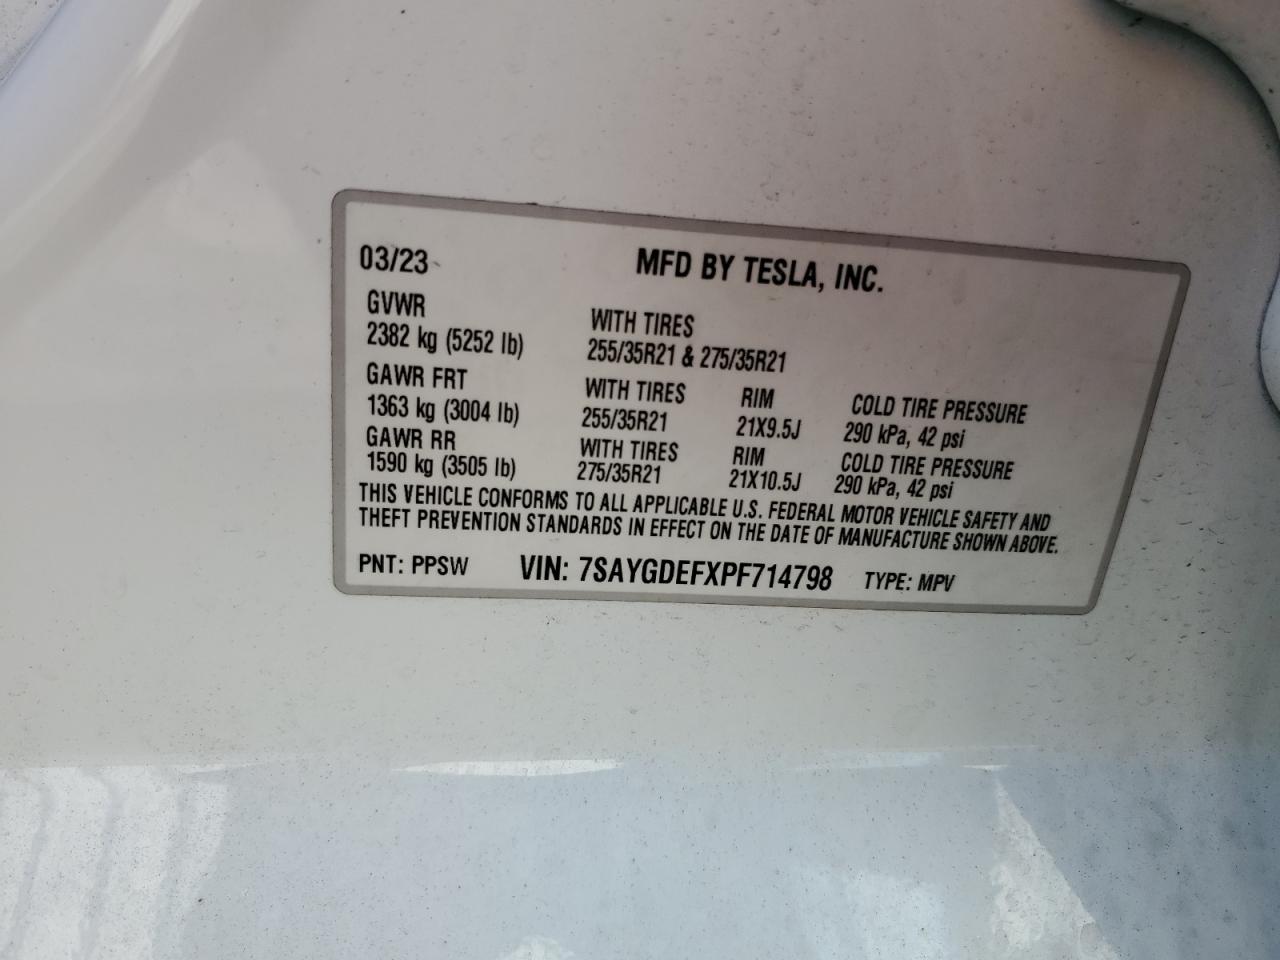 03/23 MFD BY TESLA, INC.
GVWR WITH TIRES
2382 kg (5252 lb) 255/35R21 & 275/35R21
GAWR FRT WITH TIRES RIM COLD TIRE PRESSURE
1363 kg (3004 lb) 255/35R21 21X9.5J 290 kPa, 42 psi
GAWR RR WITH TIRES RIM COLD TIRE PRESSURE
1590 kg (3505 lb) 275/35R21 21X10.5J 290 kPa, 42 psi
THIS VEHICLE CONFORMS TO ALL APPLICABLE U.S. FEDERAL MOTOR VEHICLE SAFETY AND
THEFT PREVENTION STANDARDS IN EFFECT ON THE DATE OF MANUFACTURE SHOWN ABOVE.
PNT: PPSW VIN: 7SAYGDEFXPF714798 TYPE: MPV